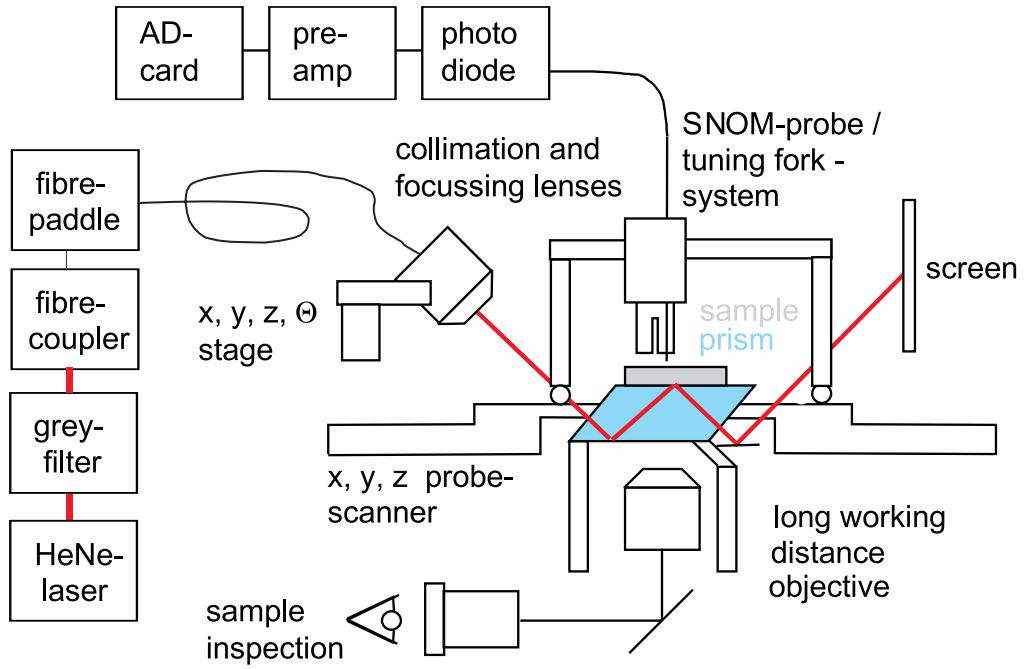 AD-
card
pre-
amp
photo
diode
SNOM-probe /
tuning fork -
system
collimation and
focussing lenses
fibre-
paddle
fibre-
coupler
x, y, z, Θ
stage
screen
sample
prism
grey-
filter
x, y, z probe-
scanner
HeNe-
laser
long working
distance
objective
sample
inspection